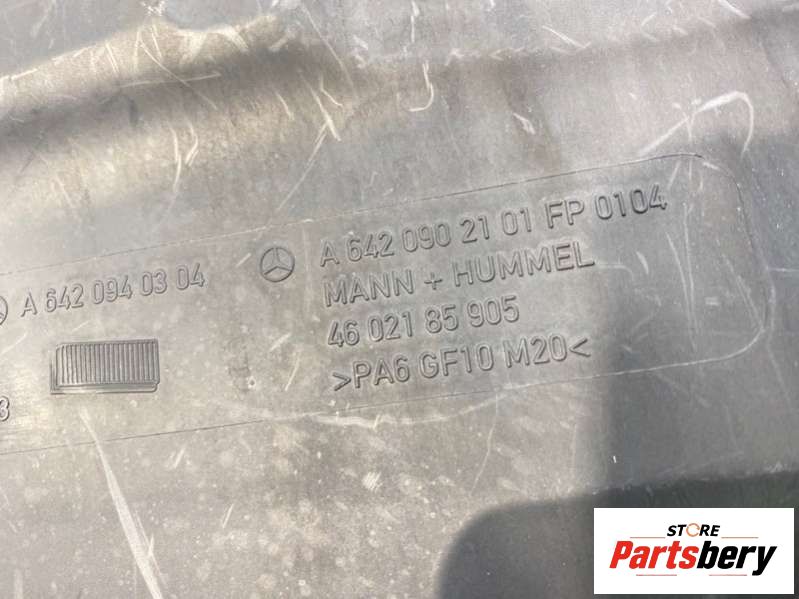 A 642 094 03 04
3
A 642 090 21 01 FP 0104
MANN + HUMMEL
46 021 85 905
>PA6 GF10 M20<
STORE
Partsbery